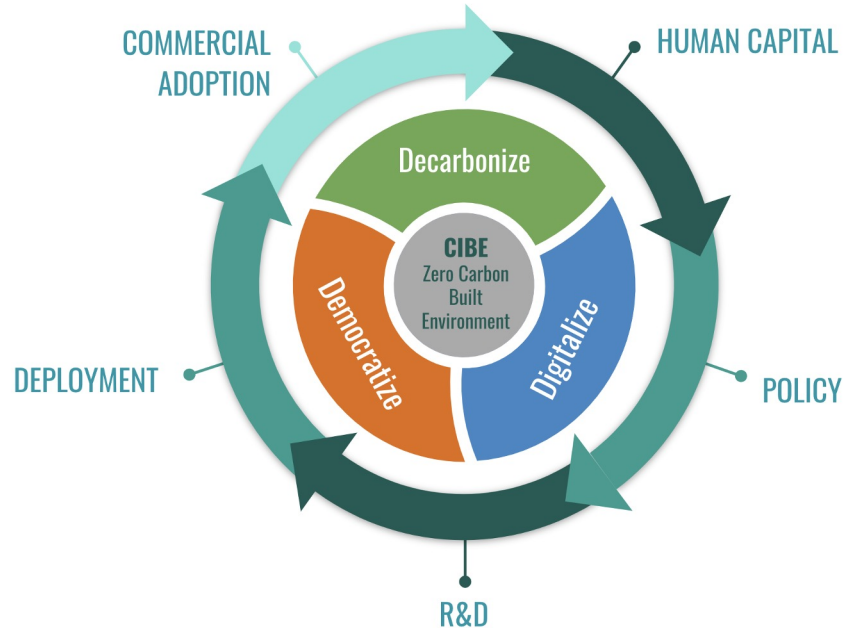 COMMERCIAL
ADOPTION
HUMAN CAPITAL
Decarbonize
CIBE
Zero Carbon
Built
Environment
Democratize
Digitalize
DEPLOYMENT
POLICY
R&D